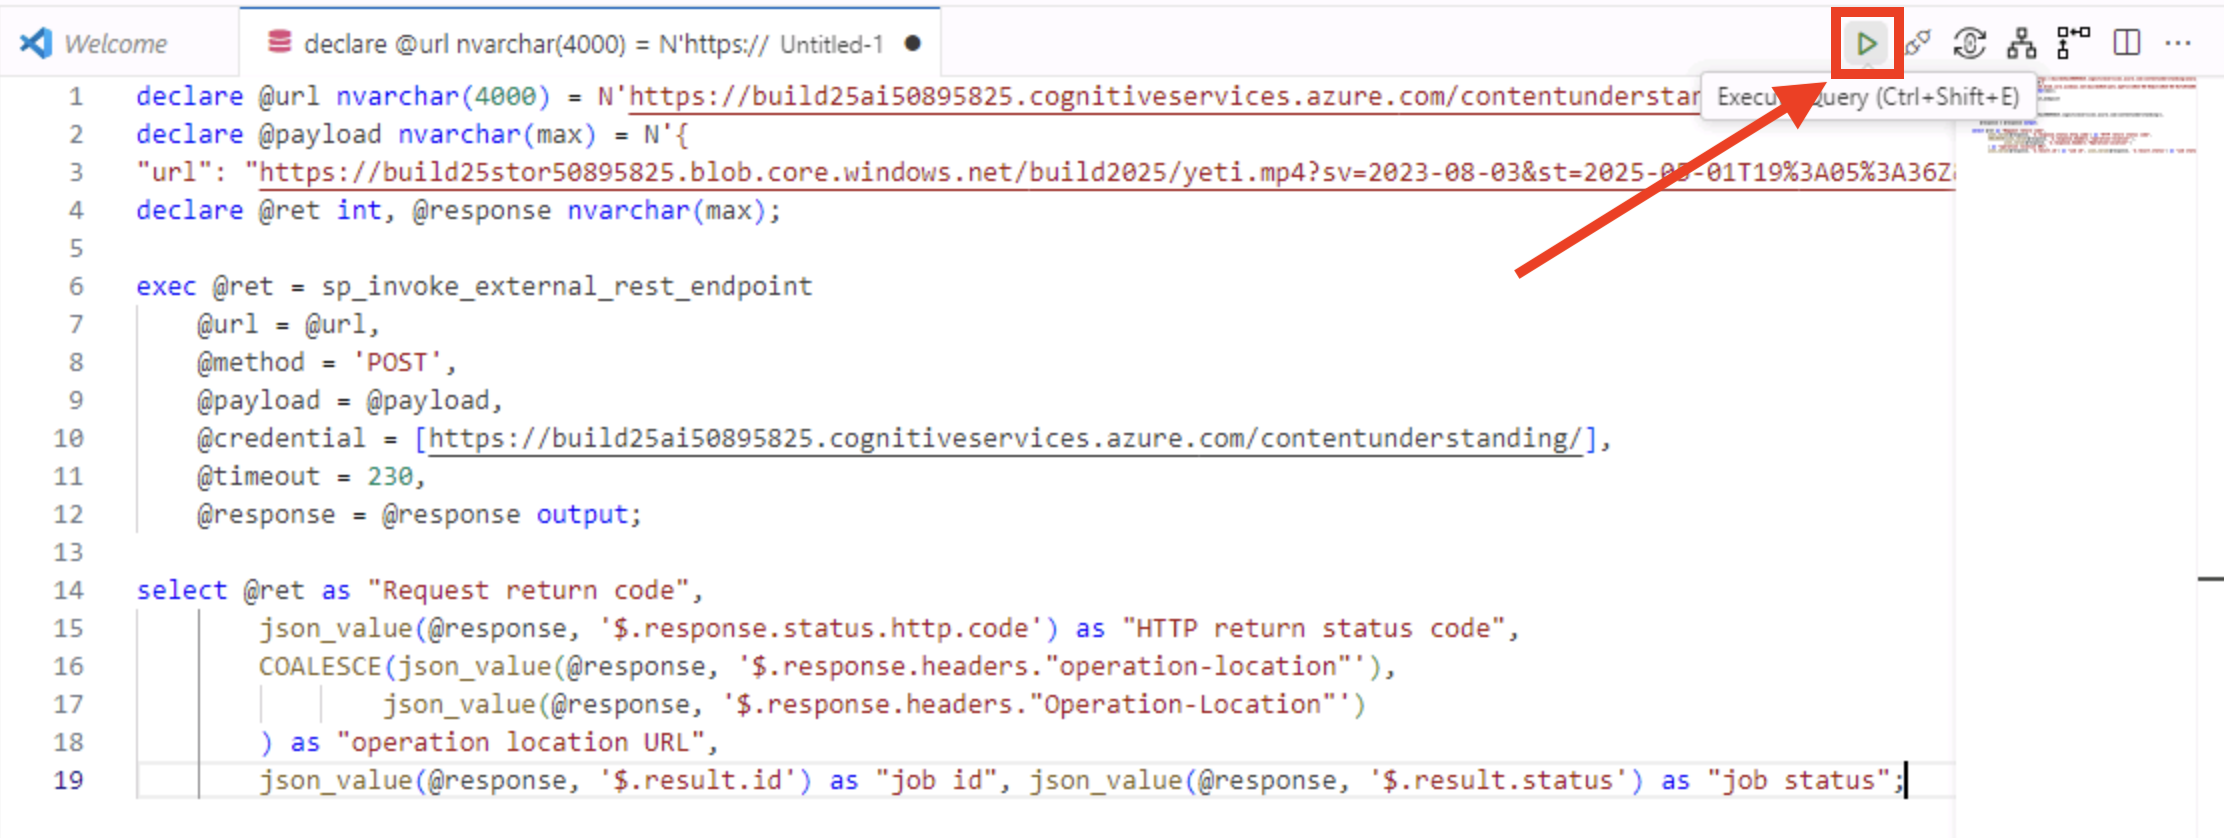 Welcome
declare @url nvarchar(4000) = N'https:// Untitled-1
Execu Query (Ctrl+Shift+E)
1 declare @url nvarchar(4000) = N'https://build25ai50895825.cognitiveservices.azure.com/contentunderstan
2 declare @payload nvarchar(max) = N'{
3 "url": "https://build25stor50895825.blob.core.windows.net/build2025/yeti.mp4?sv=2023-08-03&st=2025-05-01T19%3A05%3A36Z&
4 declare @ret int, @response nvarchar(max);
5
6 exec @ret = sp_invoke_external_rest_endpoint
7 @url = @url,
8 @method = 'POST',
9 @payload = @payload,
10 @credential = [https://build25ai50895825.cognitiveservices.azure.com/contentunderstanding/],
11 @timeout = 230,
12 @response = @response output;
13
14 select @ret as "Request return code",
15 json_value(@response, '$.response.status.http.code') as "HTTP return status code",
16 COALESCE(json_value(@response, '$.response.headers."operation-location"'),
17 json_value(@response, '$.response.headers."Operation-Location"')
18 ) as "operation location URL",
19 json_value(@response, '$.result.id') as "job id", json_value(@response, '$.result.status') as "job status";